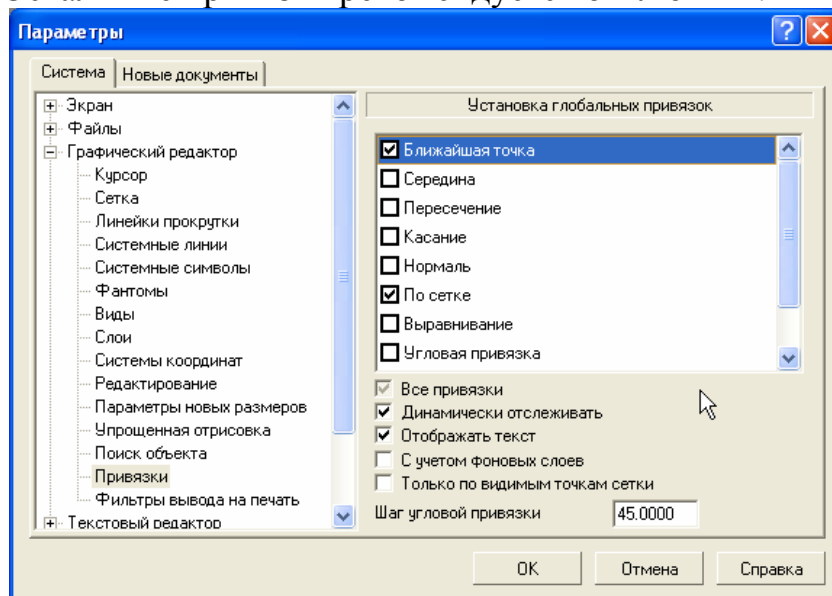 Параметры
Система
Новые документы
Экран
Файлы
Графический редактор
Курсор
Сетка
Линейки прокрутки
Системные линии
Системные символы
Фантомы
Виды
Слои
Системы координат
Редактирование
Параметры новых размеров
Упрощенная отрисовка
Поиск объекта
Привязки
Фильтры вывода на печать
Текстовый редактор
Установка глобальных привязок
Ближайшая точка
Середина
Пересечение
Касание
Нормаль
По сетке
Выравнивание
Угловая привязка
Все привязки
Динамически отслеживать
Отображать текст
С учетом фоновых слоев
Только по видимым точкам сетки
Шаг угловой привязки 45.0000
OK Отмена Справка